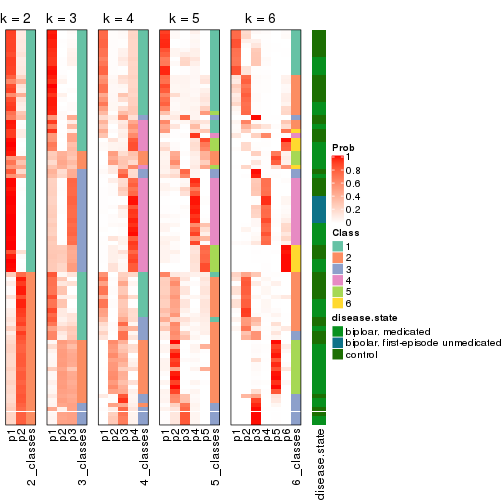 k = 2 k = 3 k = 4 k = 5 k = 6
Prob
1
0.8
0.6
0.4
0.2
0
Class
1
2
3
4
5
6
disease.state
biploar, medicated
bipolar, first-episode unmedicated
control
p1 p2 2_classes p1 p2 p3 3_classes p1 p2 p3 p4 4_classes p1 p2 p3 p4 p5 5_classes p1 p2 p3 p4 p5 p6 6_classes disease.state